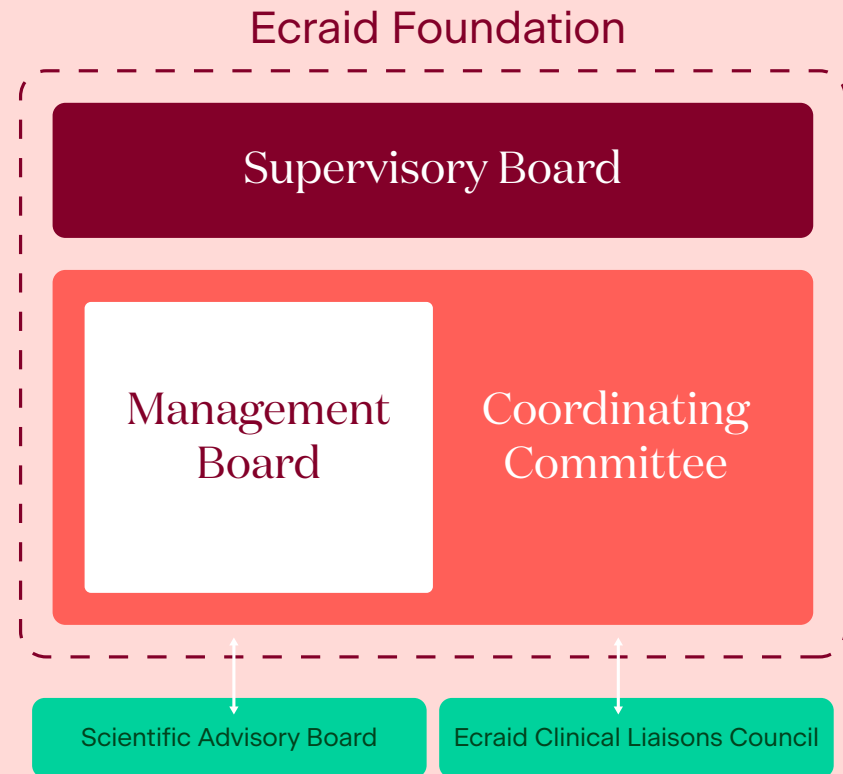 Ecraid Foundation
Supervisory Board
Management
Board
Coordinating
Committee
Scientific Advisory Board
Ecraid Clinical Liaisons Council